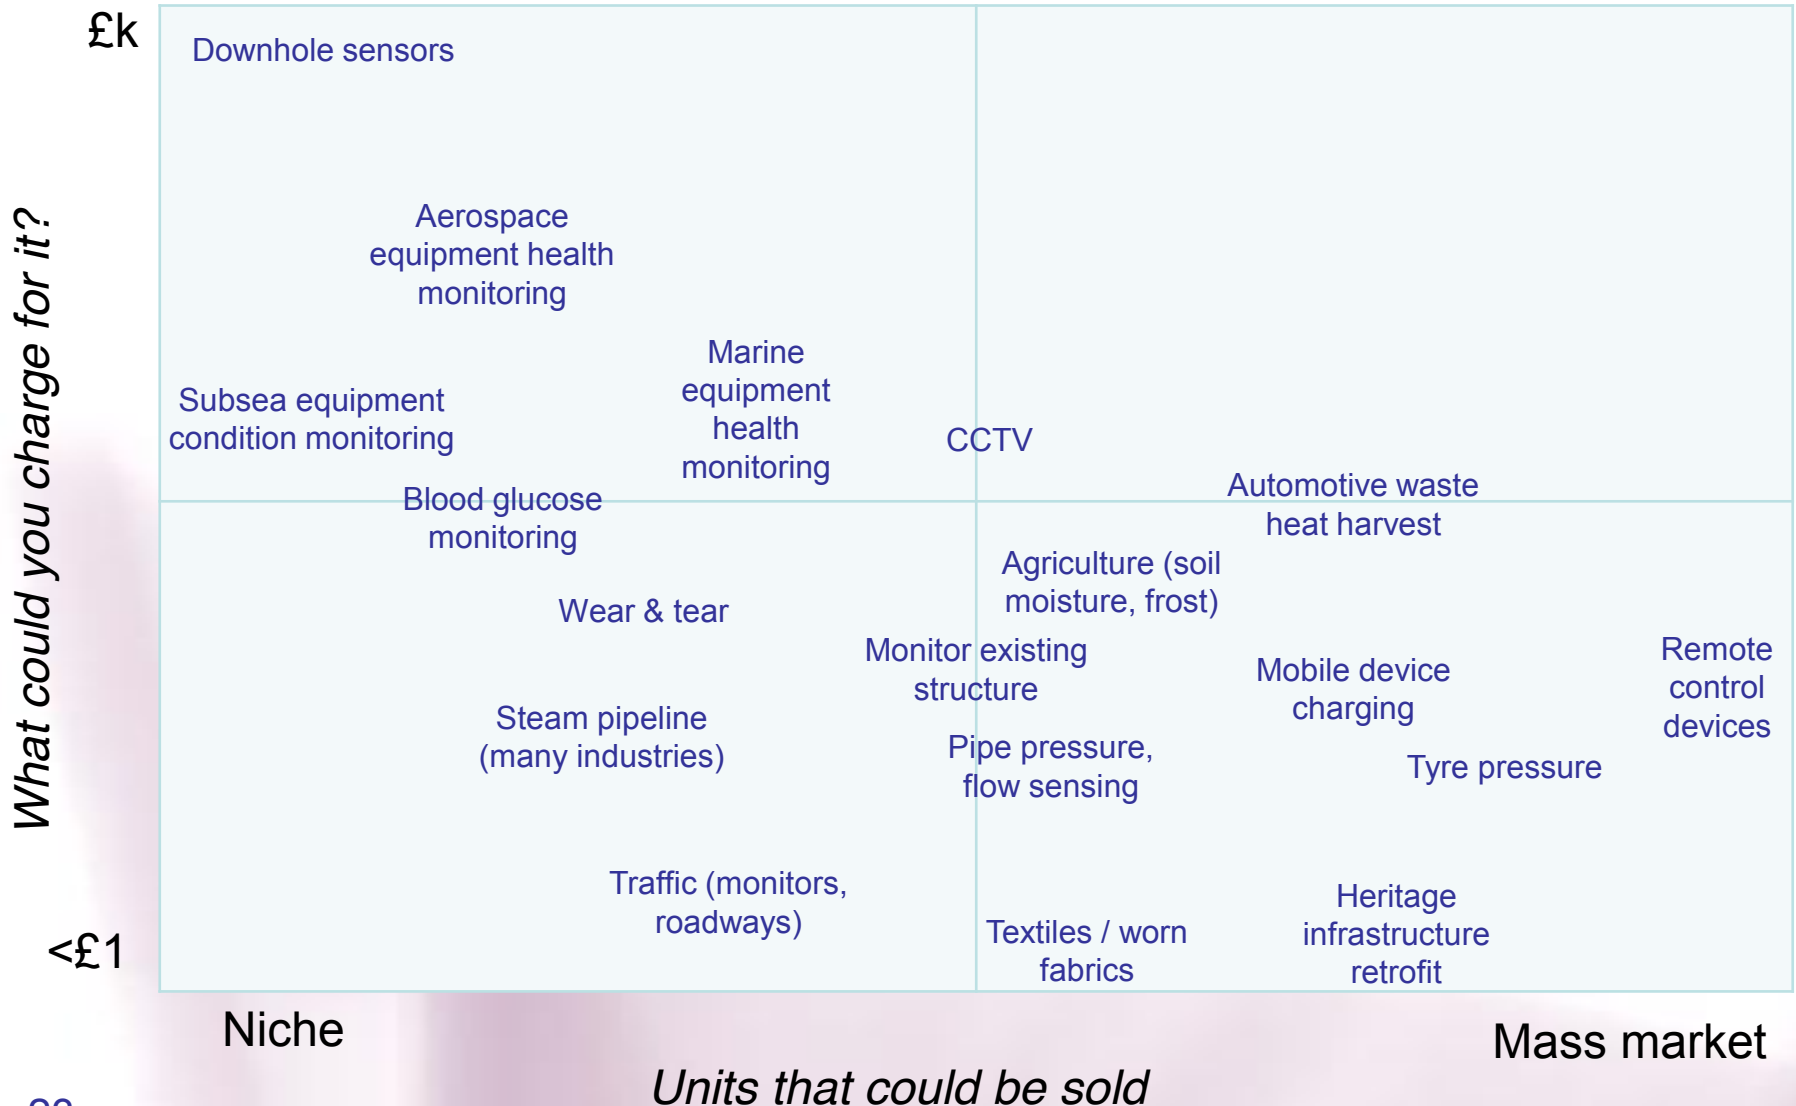 £k
Downhole sensors
Aerospace
equipment health
monitoring
What could you charge for it?
Marine
equipment
health
monitoring
Subsea equipment
condition monitoring
CCTV
Automotive waste
heat harvest
Blood glucose
monitoring
Agriculture (soil
moisture, frost)
Wear & tear
Monitor existing
structure
Mobile device
charging
Remote
control
devices
Steam pipeline
(many industries)
Pipe pressure,
flow sensing
Tyre pressure
Traffic (monitors,
roadways)
Textiles / worn
fabrics
Heritage
infrastructure
retrofit
<£1
Niche
Mass market
Units that could be sold